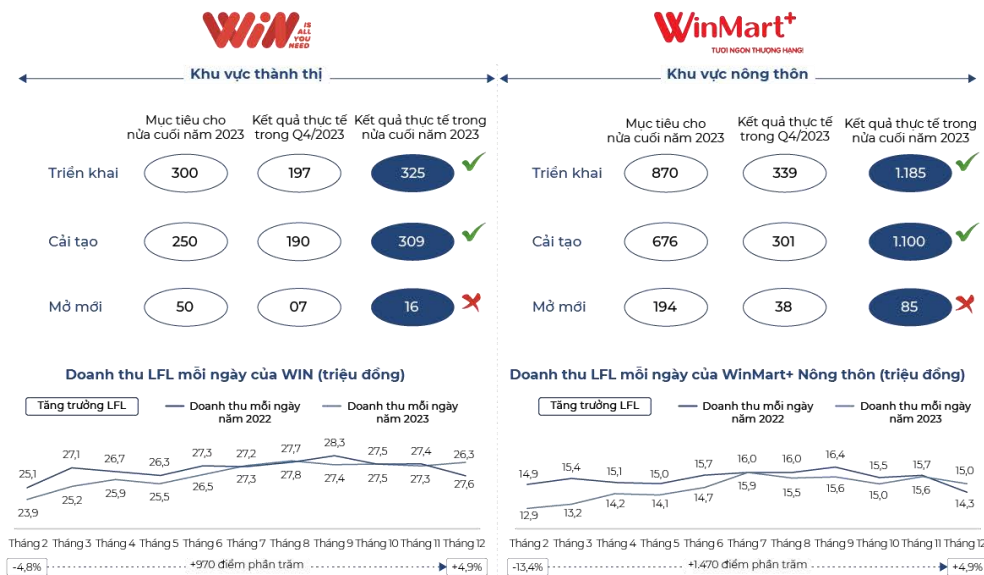 WiN IS ALL YOU NEED
WinMart+
TƯƠI NGON THƯỢNG HẠNG!
Khu vực thành thị
Khu vực nông thôn
Mục tiêu cho nửa cuối năm 2023
Kết quả thực tế trong Q4/2023
Kết quả thực tế trong nửa cuối năm 2023
Triển khai 300 197 325
Cải tạo 250 190 309
Mở mới 50 07 16
Mục tiêu cho nửa cuối năm 2023
Kết quả thực tế trong Q4/2023
Kết quả thực tế trong nửa cuối năm 2023
Triển khai 870 339 1.185
Cải tạo 676 301 1.100
Mở mới 194 38 85
Doanh thu LFL mỗi ngày của WIN (triệu đồng)
Tăng trưởng LFL
Doanh thu mỗi ngày năm 2022
Doanh thu mỗi ngày năm 2023
25,1 27,1 26,7 26,3 27,3 27,2 27,7 28,3 27,5 27,4 26,3
23,9 25,2 25,9 25,5 26,5 27,3 27,8 27,4 27,5 27,3 27,6
Tháng 2 Tháng 3 Tháng 4 Tháng 5 Tháng 6 Tháng 7 Tháng 8 Tháng 9 Tháng 10 Tháng 11 Tháng 12
-4,8% +970 điểm phân trăm +4,9%
Doanh thu LFL mỗi ngày của WinMart+ Nông thôn (triệu đồng)
Tăng trưởng LFL
Doanh thu mỗi ngày năm 2022
Doanh thu mỗi ngày năm 2023
14,9 15,4 15,1 15,0 15,7 16,0 16,0 16,4 15,5 15,7 15,0
12,9 13,2 14,2 14,1 14,7 15,9 15,5 15,6 15,0 15,6 14,3
Tháng 2 Tháng 3 Tháng 4 Tháng 5 Tháng 6 Tháng 7 Tháng 8 Tháng 9 Tháng 10 Tháng 11 Tháng 12
-13,4% +1.470 điểm phân trăm +4,9%